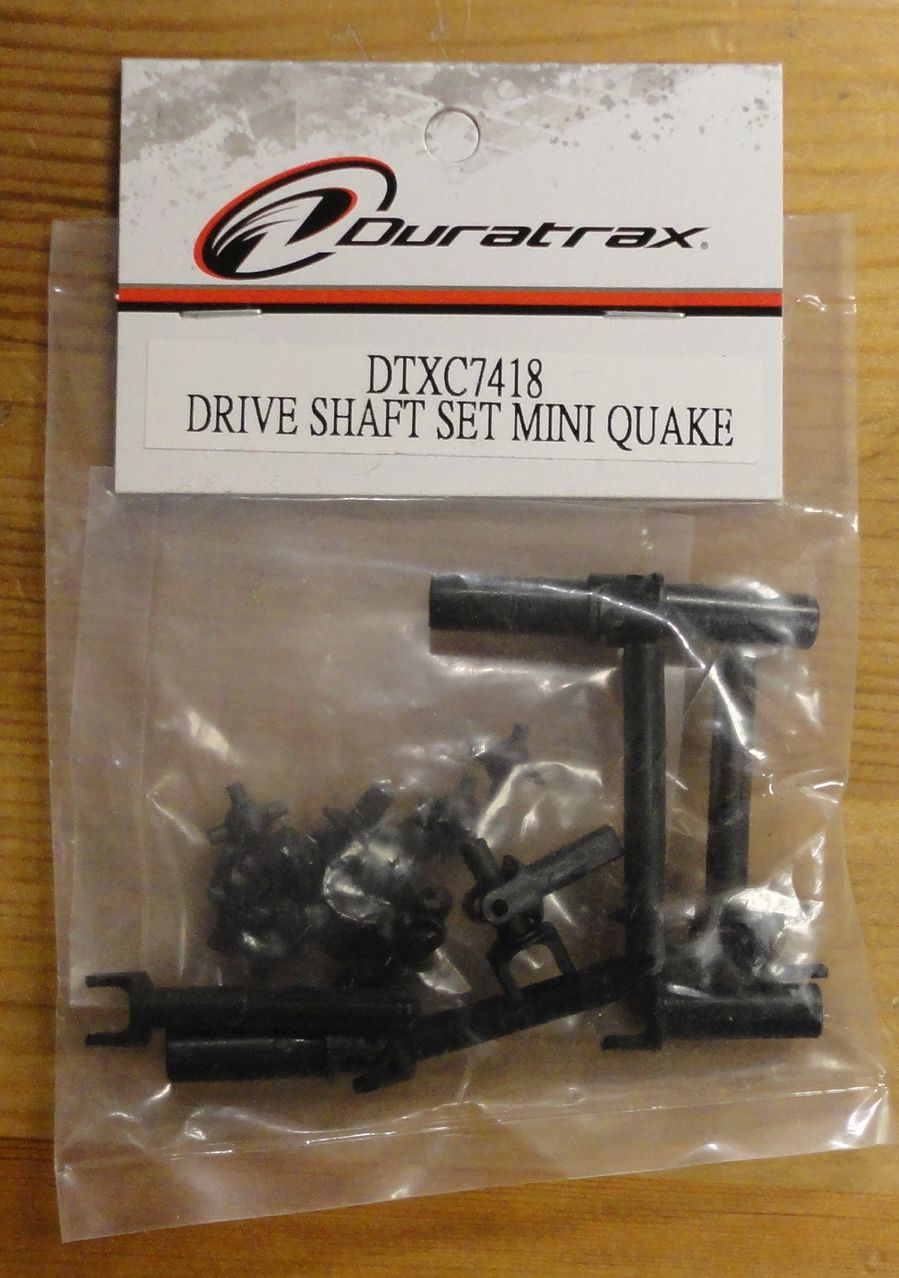 Duratrax®
DTXC7418
DRIVE SHAFT SET MINI QUAKE